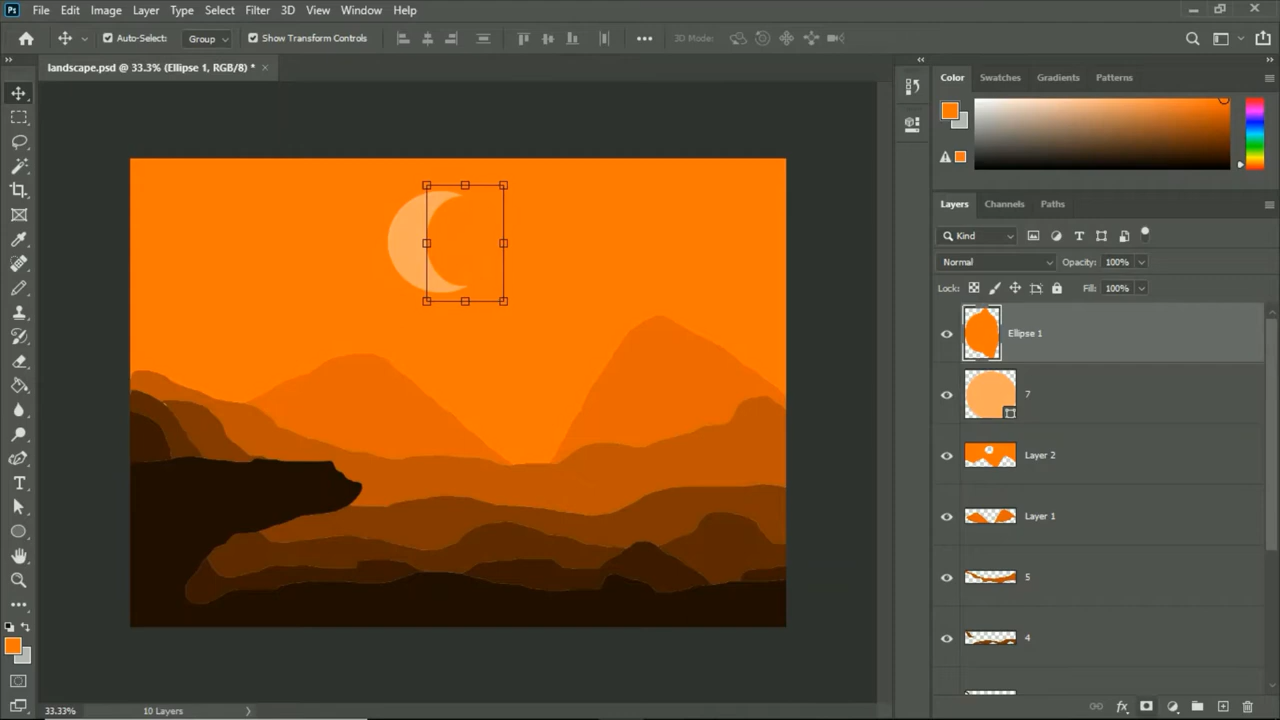 Ps File Edit Image Layer Type Select Filter 3D View Window Help
Auto-Select: Group Show Transform Controls ••• 3D Mode:
landscape.psd @ 33.3% (Ellipse 1, RGB/8) * ×
Color Swatches Gradients Patterns
Layers Channels Paths
Kind
Normal Opacity: 100%
Lock: Fill: 100%
Ellipse 1
7
Layer 2
Layer 1
5
4
33.33% 10 Layers
fx